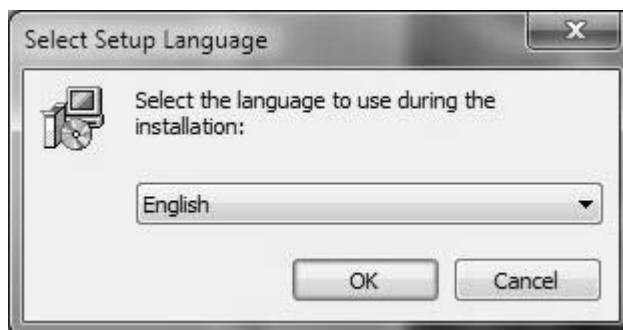 Select Setup Language
Select the language to use during the
installation:
English
OK
Cancel